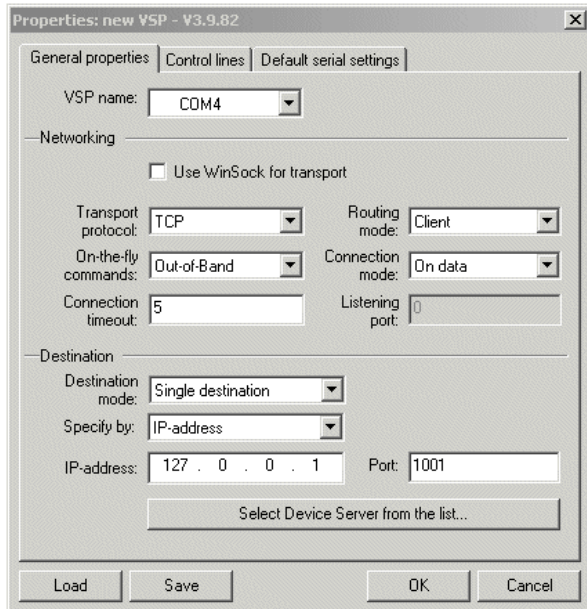 Properties: new VSP - V3.9.82
General properties Control lines Default serial settings
VSP name: COM4
Networking
Use WinSock for transport
Transport protocol: TCP Routing mode: Client
On-the-fly commands: Out-of-Band Connection mode: On data
Connection timeout: 5 Listening port: 0
Destination
Destination mode: Single destination
Specify by: IP-address
IP-address: 127 . 0 . 0 . 1 Port: 1001
Select Device Server from the list...
Load Save OK Cancel